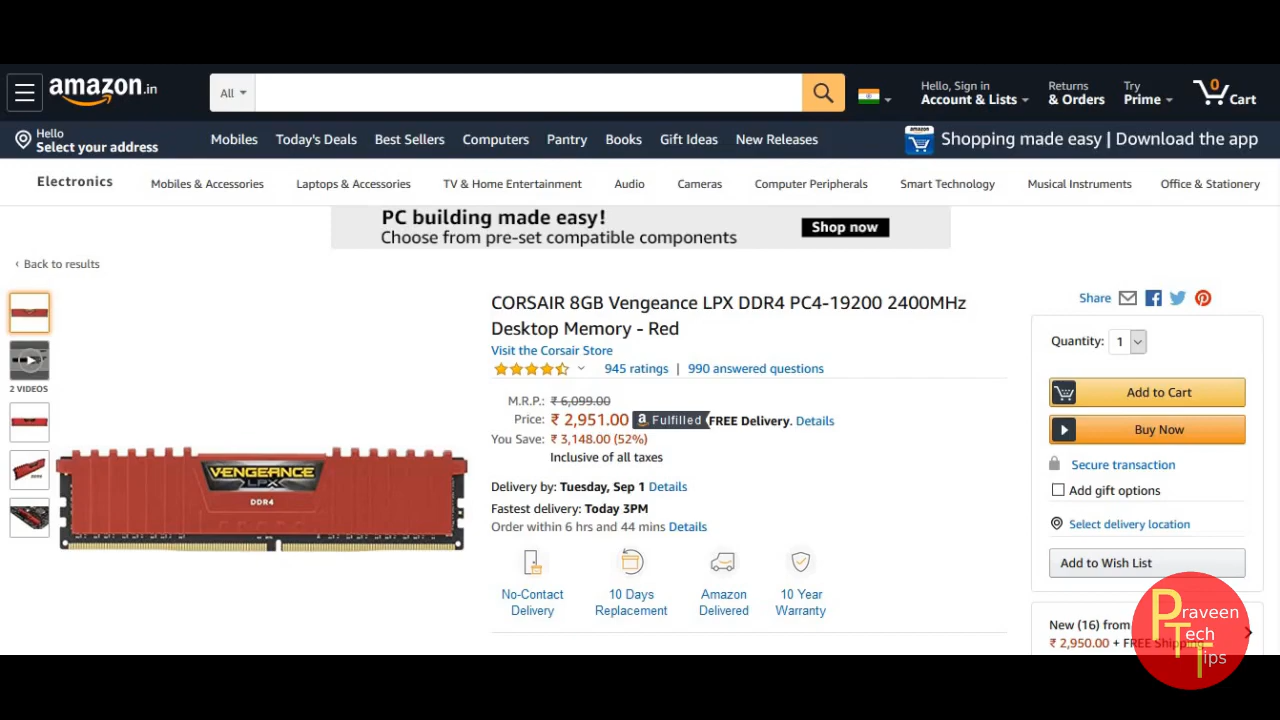 amazon.in
All
Hello, Sign in
Account & Lists
Returns
& Orders
Try
Prime
0
Cart
Hello
Select your address
Mobiles Today's Deals Best Sellers Computers Pantry Books Gift Ideas New Releases
amazon
Shopping made easy | Download the app
Electronics Mobiles & Accessories Laptops & Accessories TV & Home Entertainment Audio Cameras Computer Peripherals Smart Technology Musical Instruments Office & Stationery
PC building made easy!
Choose from pre-set compatible components
Shop now
‹ Back to results
2 VIDEOS
VENGEANCE
LPX
DDR4
CORSAIR 8GB Vengeance LPX DDR4 PC4-19200 2400MHz
Desktop Memory - Red
Visit the Corsair Store
945 ratings | 990 answered questions
M.R.P.: ₹ 6,099.00
Price: ₹ 2,951.00 a Fulfilled FREE Delivery. Details
You Save: ₹ 3,148.00 (52%)
Inclusive of all taxes
Delivery by: Tuesday, Sep 1 Details
Fastest delivery: Today 3PM
Order within 6 hrs and 44 mins Details
No-Contact
Delivery
10 Days
Replacement
Amazon
Delivered
10 Year
Warranty
Share
Quantity: 1
Add to Cart
Buy Now
Secure transaction
Add gift options
Select delivery location
Add to Wish List
New (16) from
₹ 2,950.00 + FREE Shipping
Praveen
Tech
Tips